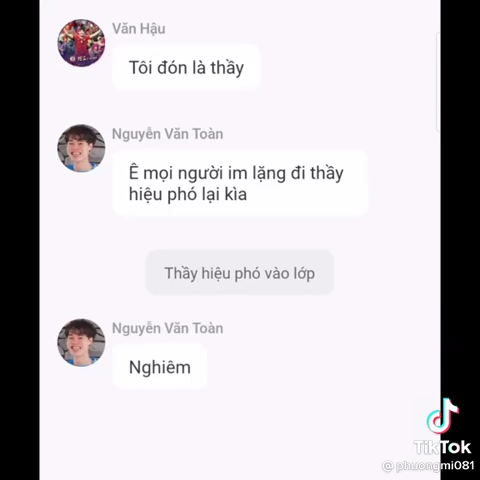 Văn Hậu
Tôi đón là thầy
Nguyễn Văn Toàn
Ê mọi người im lặng đi thầy
hiệu phó lại kìa
Thầy hiệu phó vào lớp
Nguyễn Văn Toàn
Nghiêm
TikTok
@ phuongmi081